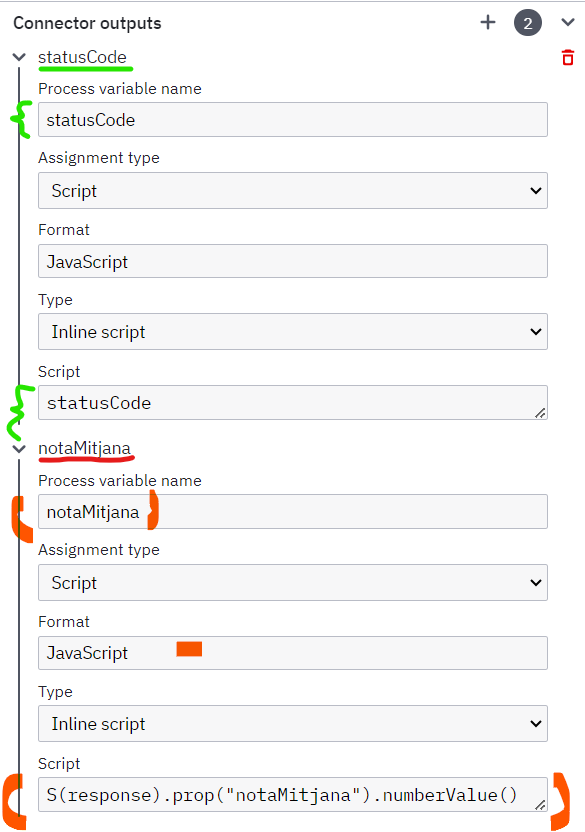 Connector outputs
2
statusCode
Process variable name
statusCode
Assignment type
Script
Format
JavaScript
Type
Inline script
Script
statusCode
notaMitjana
Process variable name
notaMitjana
Assignment type
Script
Format
JavaScript
Type
Inline script
Script
S(response).prop("notaMitjana").numberValue()